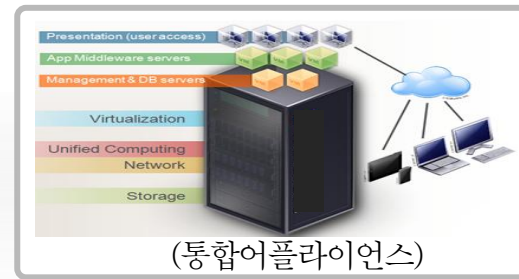 Presentation (user access)
App Middleware servers
Management & DB servers
Virtualization
Unified Computing
Network
Storage
(통합어플라이언스)